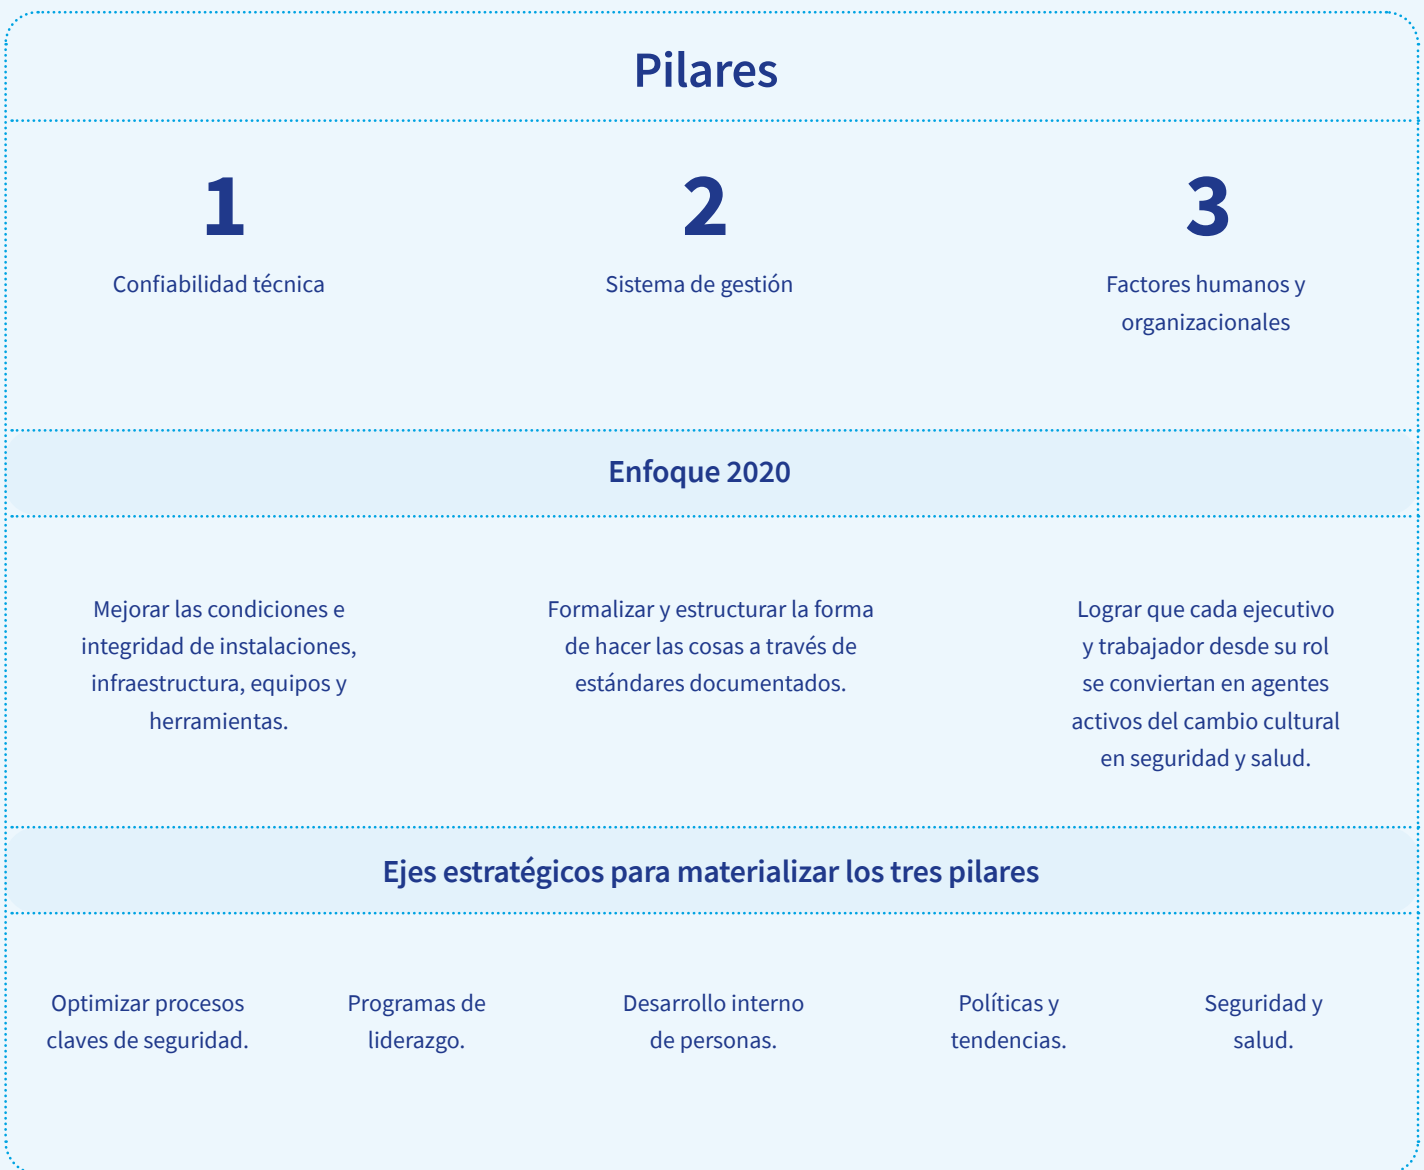 Pilares
1
Confiabilidad técnica
2
Sistema de gestión
3
Factores humanos y
organizacionales
Enfoque 2020
Mejorar las condiciones e
integridad de instalaciones,
infraestructura, equipos y
herramientas.
Formalizar y estructurar la forma
de hacer las cosas a través de
estándares documentados.
Lograr que cada ejecutivo
y trabajador desde su rol
se conviertan en agentes
activos del cambio cultural
en seguridad y salud.
Ejes estratégicos para materializar los tres pilares
Optimizar procesos
claves de seguridad.
Programas de
liderazgo.
Desarrollo interno
de personas.
Políticas y
tendencias.
Seguridad y
salud.